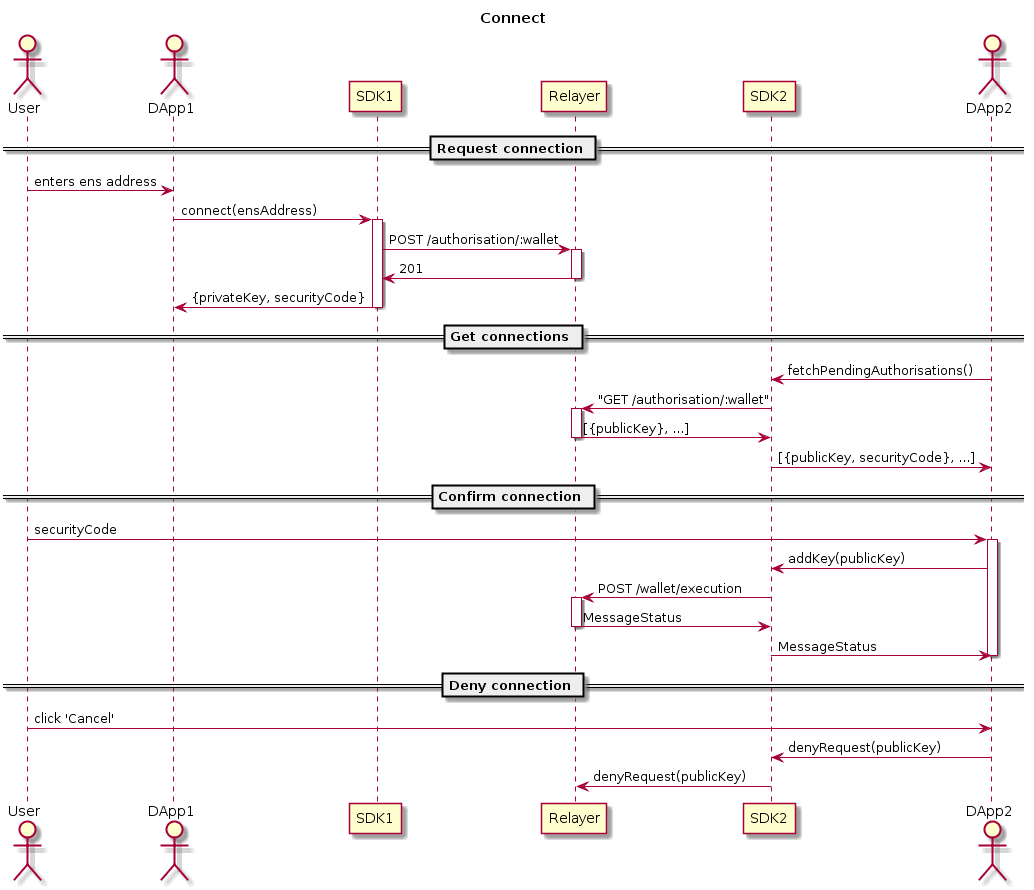 Connect
User
DApp1
SDK1
Relayer
SDK2
DApp2
Request connection
enters ens address
connect(ensAddress)
POST /authorisation/:wallet
201
{privateKey, securityCode}
Get connections
fetchPendingAuthorisations()
"GET /authorisation/:wallet"
[{publicKey}, ...]
[{publicKey, securityCode}, ...]
Confirm connection
securityCode
addKey(publicKey)
POST /wallet/execution
MessageStatus
MessageStatus
Deny connection
click 'Cancel'
denyRequest(publicKey)
denyRequest(publicKey)
User
DApp1
SDK1
Relayer
SDK2
DApp2